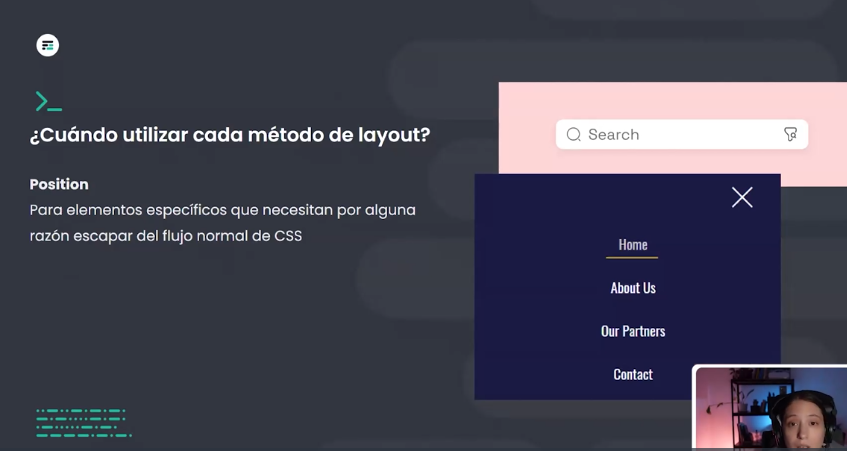 ¿Cuándo utilizar cada método de layout?
Position
Para elementos específicos que necesitan por alguna
razón escapar del flujo normal de CSS
Search
Home
About Us
Our Partners
Contact